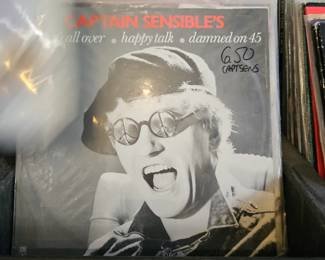 CAPTAIN SENSIBLE'S
all over • happy talk • damned on 45
6.50
CAPTSENS